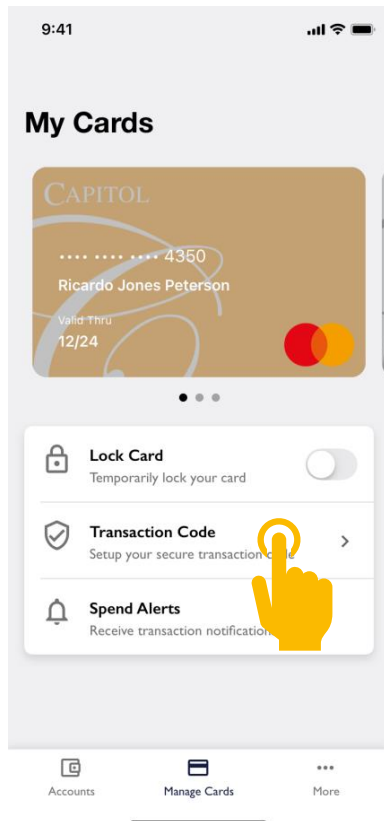 9:41
My Cards
CAPITOL
•••• •••• •••• 4350
Ricardo Jones Peterson
Valid Thru
12/24
Lock Card
Temporarily lock your card
Transaction Code
Setup your secure transaction
Spend Alerts
Receive transaction
Accounts
Manage Cards
More